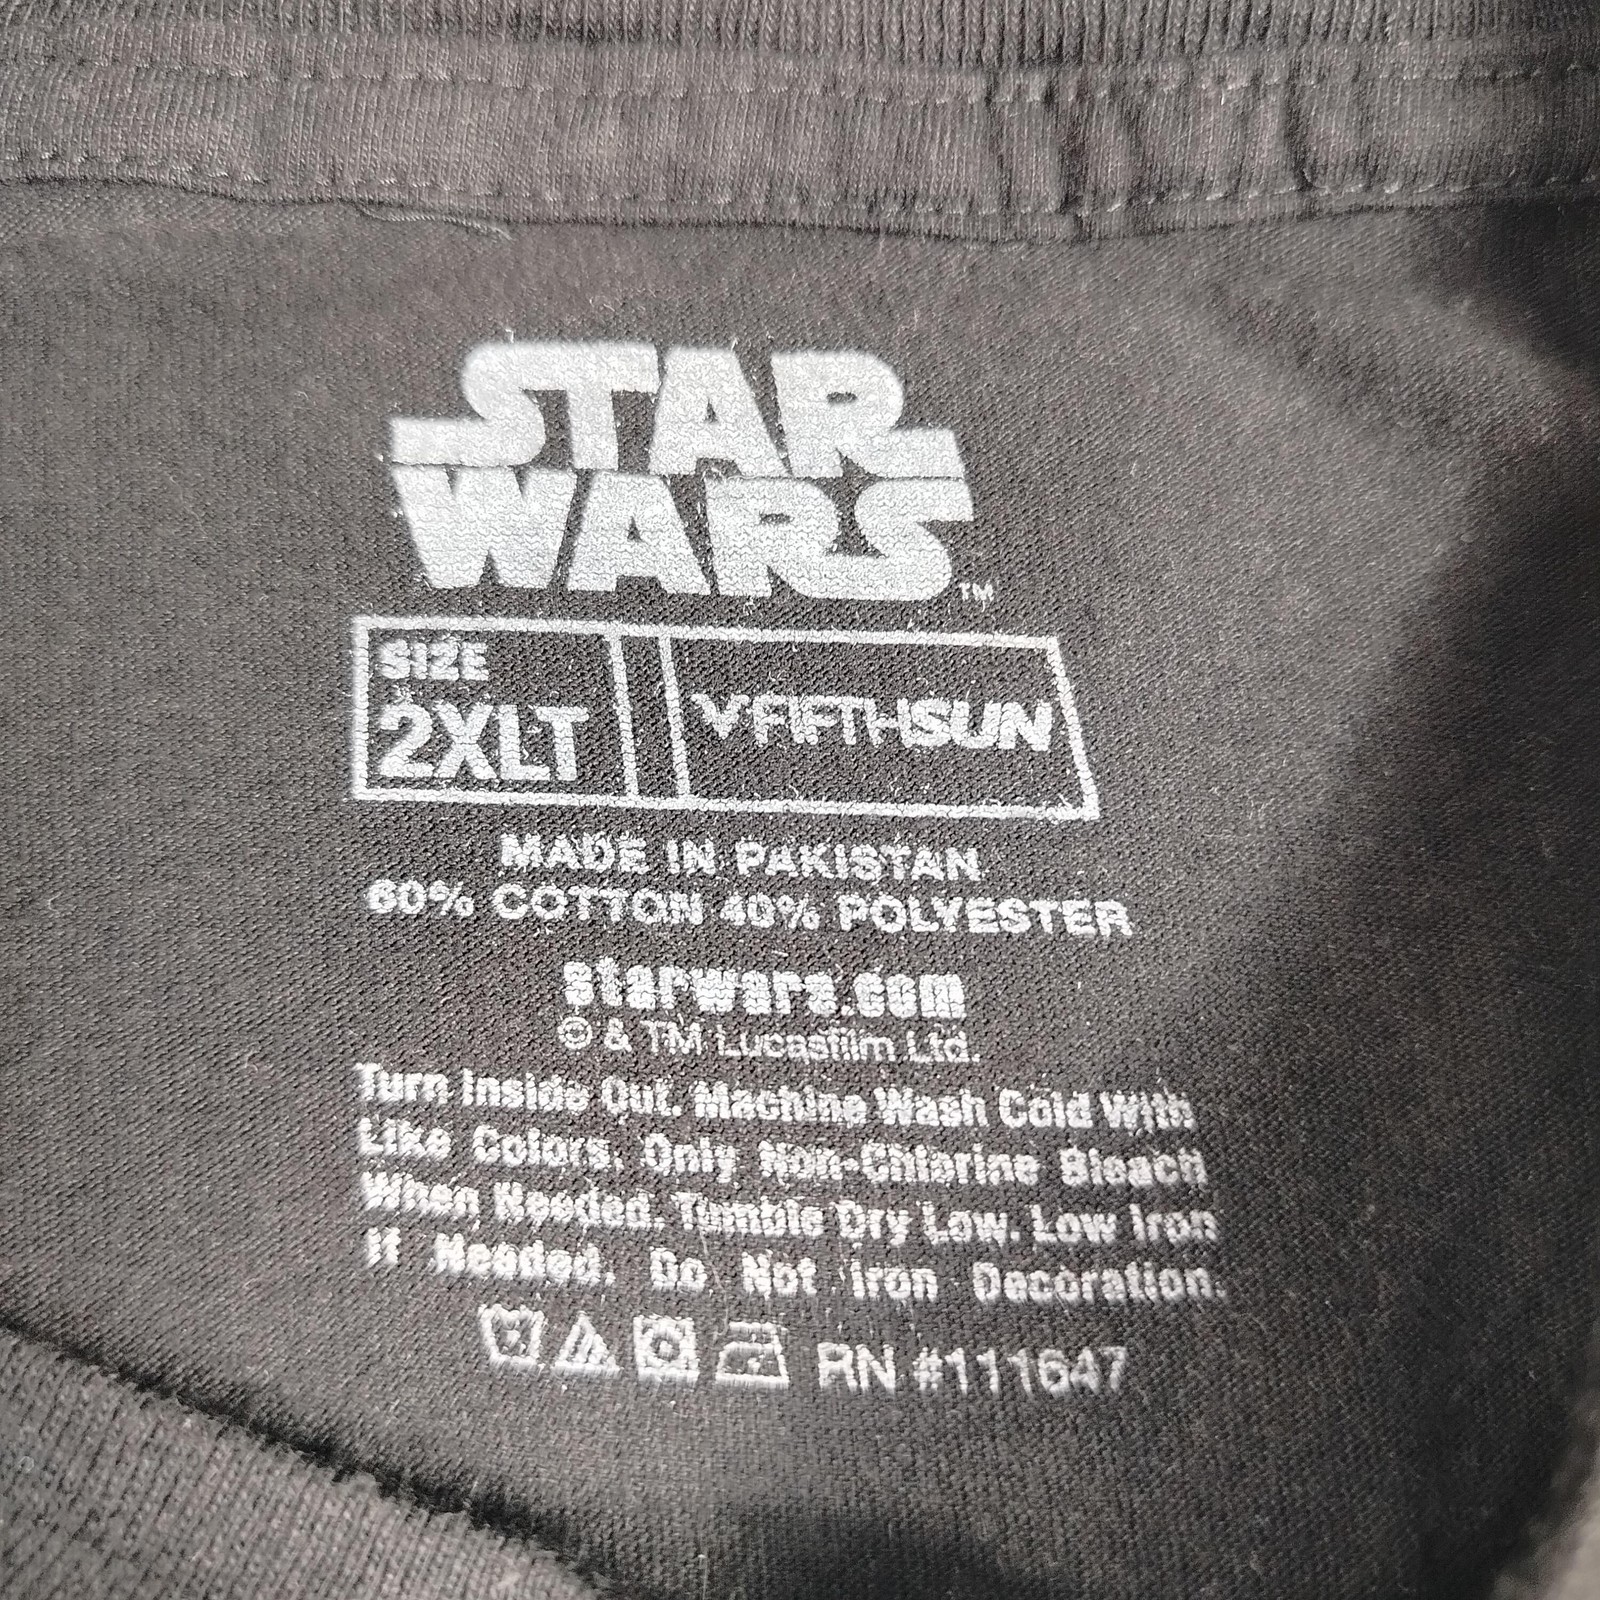 STAR
WARS TM
SIZE
2XLT
FIFTHSUN
MADE IN PAKISTAN
60% COTTON 40% POLYESTER
starwars.com
© & TM Lucasfilm Ltd.
Turn Inside Out. Machine Wash Cold With
Like Colors. Only Non-Chlorine Bleach
When Needed. Tumble Dry Low. Low Iron
If Needed. Do Not Iron Decoration.
RN #111647